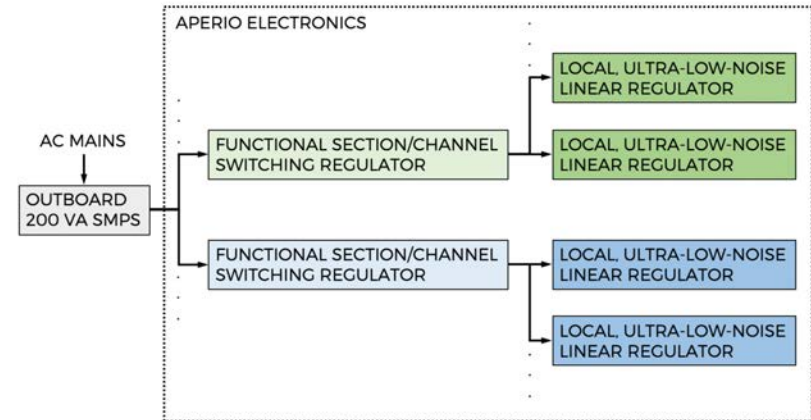 APERIO ELECTRONICS
LOCAL, ULTRA-LOW-NOISE
LINEAR REGULATOR
AC MAINS
FUNCTIONAL SECTION/CHANNEL
SWITCHING REGULATOR
LOCAL, ULTRA-LOW-NOISE
LINEAR REGULATOR
OUTBOARD
200 VA SMPS
FUNCTIONAL SECTION/CHANNEL
SWITCHING REGULATOR
LOCAL, ULTRA-LOW-NOISE
LINEAR REGULATOR
LOCAL, ULTRA-LOW-NOISE
LINEAR REGULATOR